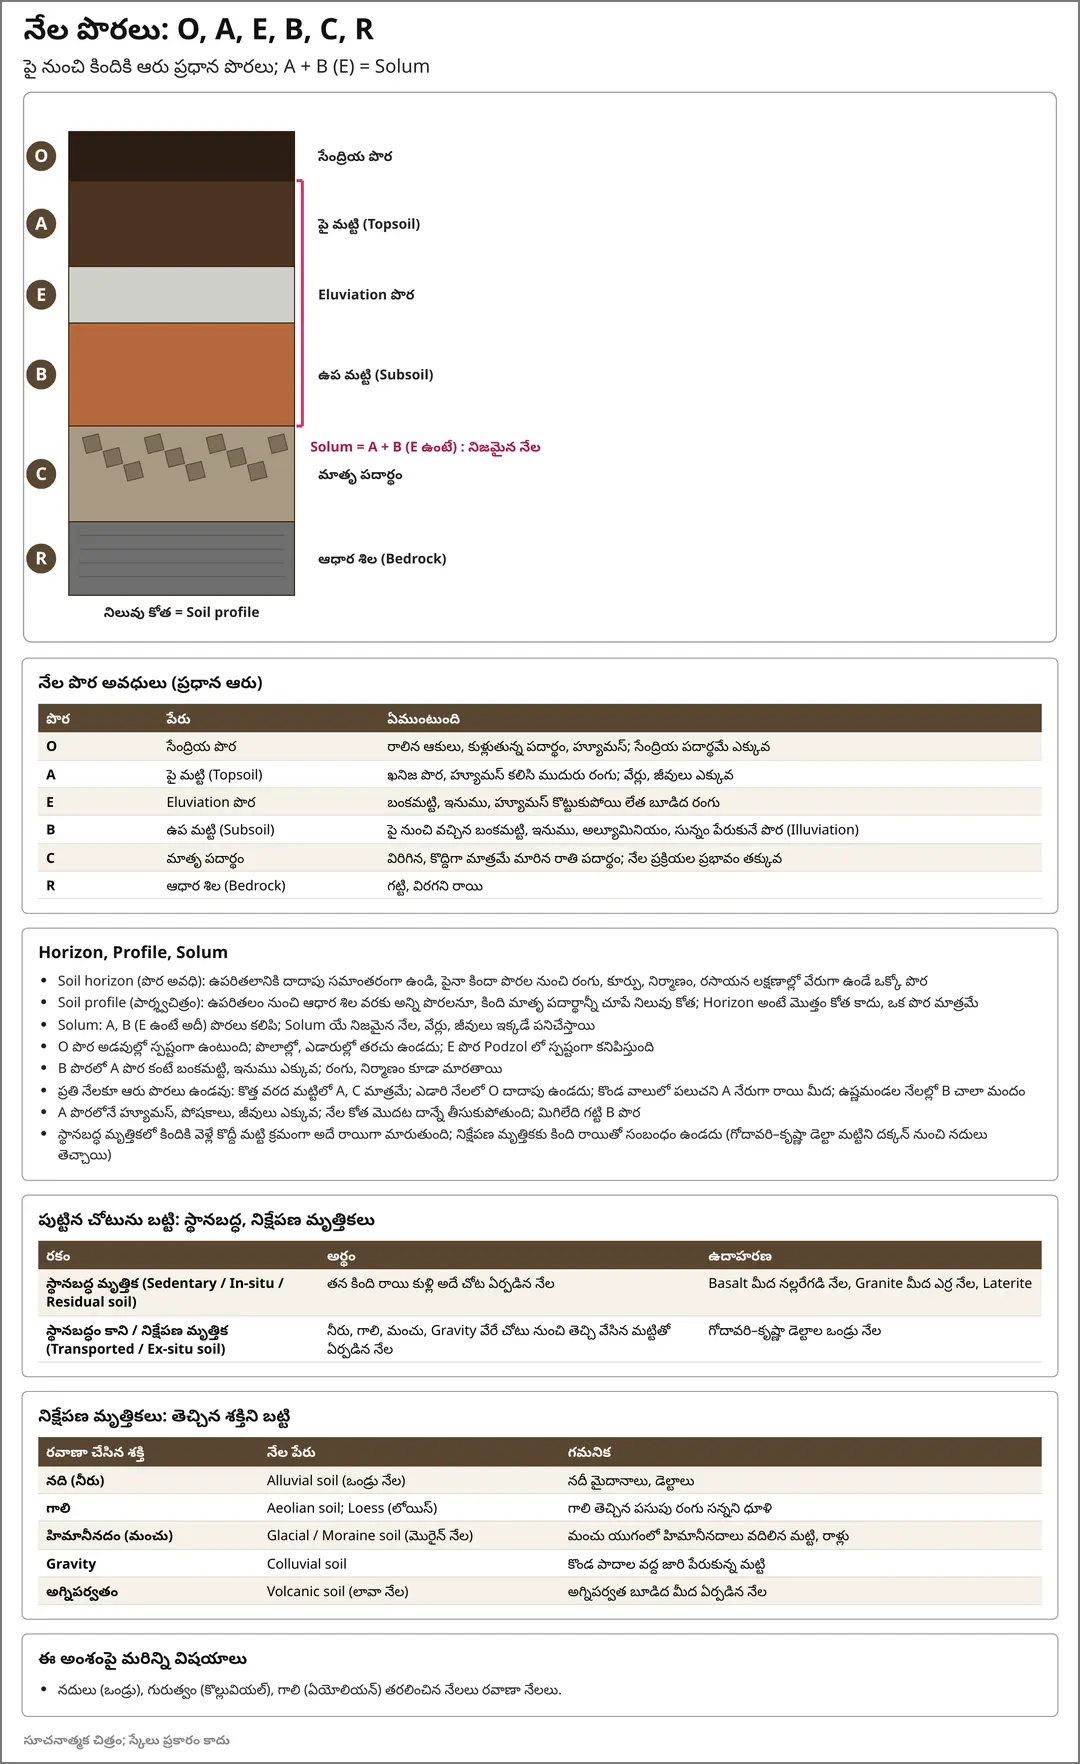 నేల పొరలు: O, A, E, B, C, R
పై నుంచి కిందికి ఆరు ప్రధాన పొరలు; A + B (E) = Solum
O
సేంద్రియ పొర
A
పై మట్టి (Topsoil)
E
Eluviation పొర
B
ఉప మట్టి (Subsoil)
Solum = A + B (E ఉంటే) : నిజమైన నేల
C
మాతృ పదార్థం
R
ఆధార శిల (Bedrock)
నిలువు కోత = Soil profile
నేల పొర అవధులు (ప్రధాన ఆరు)
పొర పేరు ఏముంటుంది
O సేంద్రియ పొర రాలిన ఆకులు, కుళ్లుతున్న పదార్థం, హ్యూమస్; సేంద్రియ పదార్థమే ఎక్కువ
A పై మట్టి (Topsoil) ఖనిజ పొర, హ్యూమస్ కలిసి ముదురు రంగు; వేర్లు, జీవులు ఎక్కువ
E Eluviation పొర బంకమట్టి, ఇనుము, హ్యూమస్ కొట్టుకుపోయి లేత బూడిద రంగు
B ఉప మట్టి (Subsoil) పై నుంచి వచ్చిన బంకమట్టి, ఇనుము, అల్యూమినియం, సున్నం పేరుకునే పొర (Illuviation)
C మాతృ పదార్థం విరిగిన, కొద్దిగా మాత్రమే మారిన రాతి పదార్థం; నేల ప్రక్రియల ప్రభావం తక్కువ
R ఆధార శిల (Bedrock) గట్టి, విరగని రాయి
Horizon, Profile, Solum
• Soil horizon (పొర అవధి): ఉపరితలానికి దాదాపు సమాంతరంగా ఉండి, పైనా కిందా పొరల నుంచి రంగు, కూర్పు, నిర్మాణం, రసాయన లక్షణాల్లో వేరుగా ఉండే ఒక్కో పొర
• Soil profile (పార్శ్వచిత్రం): ఉపరితలం నుంచి ఆధార శిల వరకు అన్ని పొరలనూ, కింది మాతృ పదార్థాన్నీ చూపే నిలువు కోత; Horizon అంటే మొత్తం కోత కాదు, ఒక పొర మాత్రమే
• Solum: A, B (E ఉంటే అదీ) పొరలు కలిపి; Solum యే నిజమైన నేల, వేర్లు, జీవులు ఇక్కడే పనిచేస్తాయి
• O పొర అడవుల్లో స్పష్టంగా ఉంటుంది; పొలాల్లో, ఎడారుల్లో తరచు ఉండదు; E పొర Podzol లో స్పష్టంగా కనిపిస్తుంది
• B పొరలో A పొర కంటే బంకమట్టి, ఇనుము ఎక్కువ; రంగు, నిర్మాణం కూడా మారతాయి
• ప్రతి నేలకూ ఆరు పొరలు ఉండవు: కొత్త వరద మట్టిలో A, C మాత్రమే; ఎడారి నేలలో O దాదాపు ఉండదు; కొండ వాలులో పలుచని A నేరుగా రాయి మీద; ఉష్ణమండల నేలల్లో B చాలా మందం
• A పొరలోనే హ్యూమస్, పోషకాలు, జీవులు ఎక్కువ; నేల కోత మొదట దాన్నే తీసుకుపోతుంది; మిగిలేది గట్టి B పొర
• స్థానబద్ధ మృత్తికలో కిందికి వెళ్లే కొద్దీ మట్టి క్రమంగా అదే రాయిగా మారుతుంది; నిక్షేపణ మృత్తికకు కింది రాయితో సంబంధం ఉండదు (గోదావరి–కృష్ణా డెల్టా మట్టిని దక్కన్ నుంచి నదులు
తెచ్చాయి)
పుట్టిన చోటును బట్టి: స్థానబద్ధ, నిక్షేపణ మృత్తికలు
రకం అర్థం ఉదాహరణ
స్థానబద్ధ మృత్తిక (Sedentary / In-situ / తన కింది రాయి కుళ్లి అదే చోట ఏర్పడిన నేల Basalt మీద నల్లరేగడి నేల, Granite మీద ఎర్ర నేల, Laterite
Residual soil)
స్థానబద్ధం కాని / నిక్షేపణ మృత్తిక నీరు, గాలి, మంచు, Gravity వేరే చోటు నుంచి తెచ్చి వేసిన మట్టితో గోదావరి–కృష్ణా డెల్టాల ఒండ్రు నేల
(Transported / Ex-situ soil) ఏర్పడిన నేల
నిక్షేపణ మృత్తికలు: తెచ్చిన శక్తిని బట్టి
రవాణా చేసిన శక్తి నేల పేరు గమనిక
నది (నీరు) Alluvial soil (ఒండ్రు నేల) నదీ మైదానాలు, డెల్టాలు
గాలి Aeolian soil; Loess (లోయిస్) గాలి తెచ్చిన పసుపు రంగు సన్నని ధూళి
హిమానీనదం (మంచు) Glacial / Moraine soil (మొరైన్ నేల) మంచు యుగంలో హిమానీనదాలు వదిలిన మట్టి, రాళ్లు
Gravity Colluvial soil కొండ పాదాల వద్ద జారి పేరుకున్న మట్టి
అగ్నిపర్వతం Volcanic soil (లావా నేల) అగ్నిపర్వత బూడిద మీద ఏర్పడిన నేల
ఈ అంశంపై మరిన్ని విషయాలు
• నదులు (ఒండ్రు), గురుత్వం (కొల్లువియల్), గాలి (ఏయోలియన్) తరలించిన నేలలు రవాణా నేలలు.
సూచనాత్మక చిత్రం; స్కేలు ప్రకారం కాదు